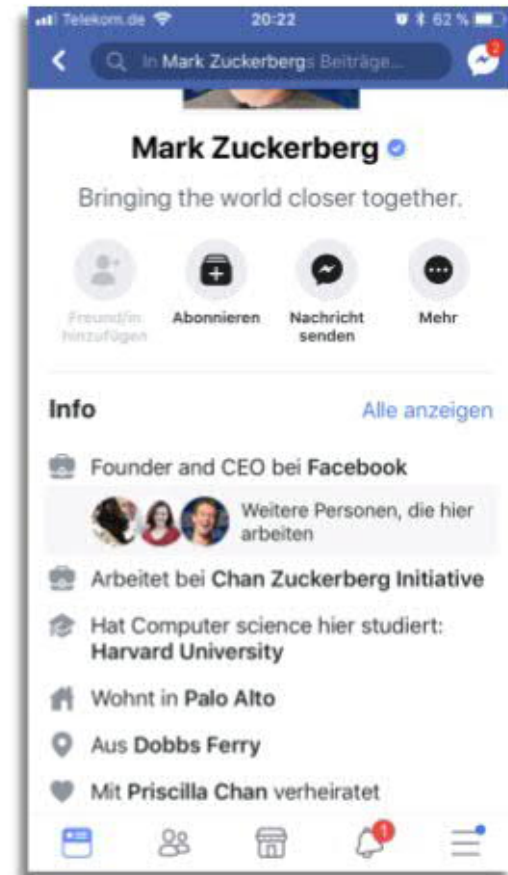 Telekom.de 20:22 62 %
In Mark Zuckerbergs Beiträge...
2
Mark Zuckerberg
Bringing the world closer together.
Freund/in Abonnieren Nachricht Mehr
hinzufügen senden
Info Alle anzeigen
Founder and CEO bei Facebook
Weitere Personen, die hier
arbeiten
Arbeitet bei Chan Zuckerberg Initiative
Hat Computer science hier studiert:
Harvard University
Wohnt in Palo Alto
Aus Dobbs Ferry
Mit Priscilla Chan verheiratet
1